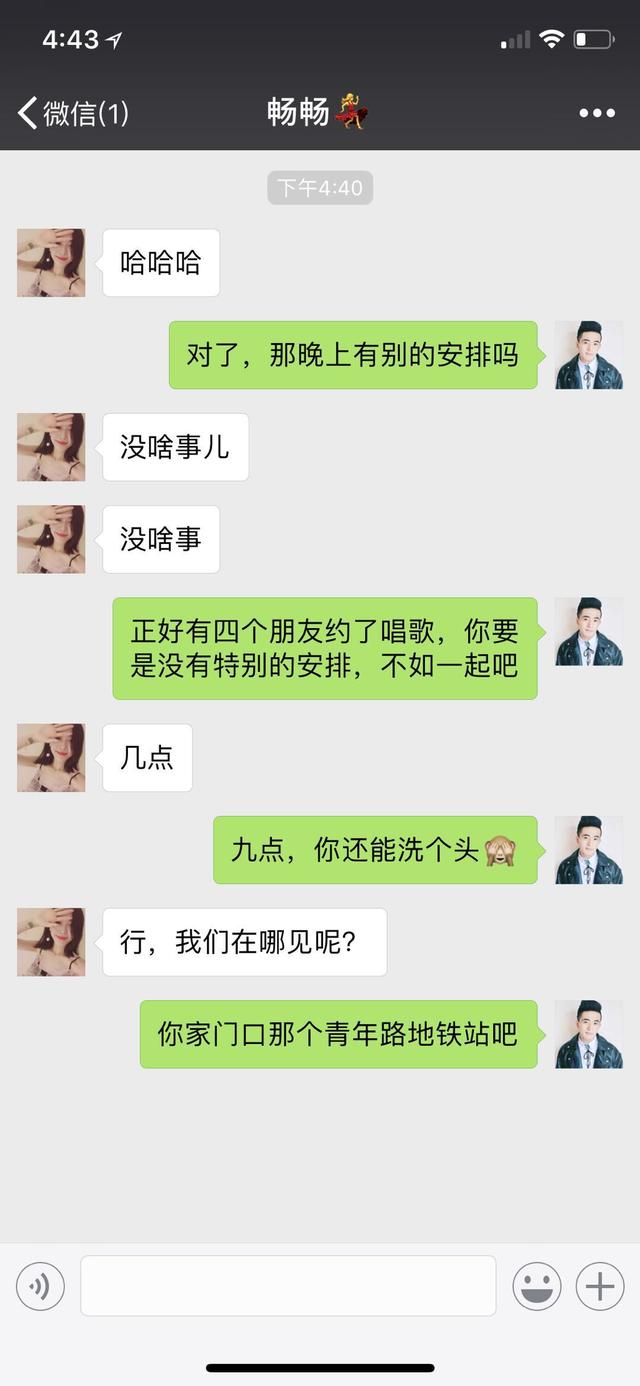 4:43
微信(1)
畅畅💃
下午4:40
哈哈哈
对了，那晚上有别的安排吗
没啥事儿
没啥事
正好有四个朋友约了唱歌，你要
是没有特别的安排，不如一起吧
几点
九点，你还能洗个头🙈
行，我们在哪见呢？
你家门口那个青年路地铁站吧